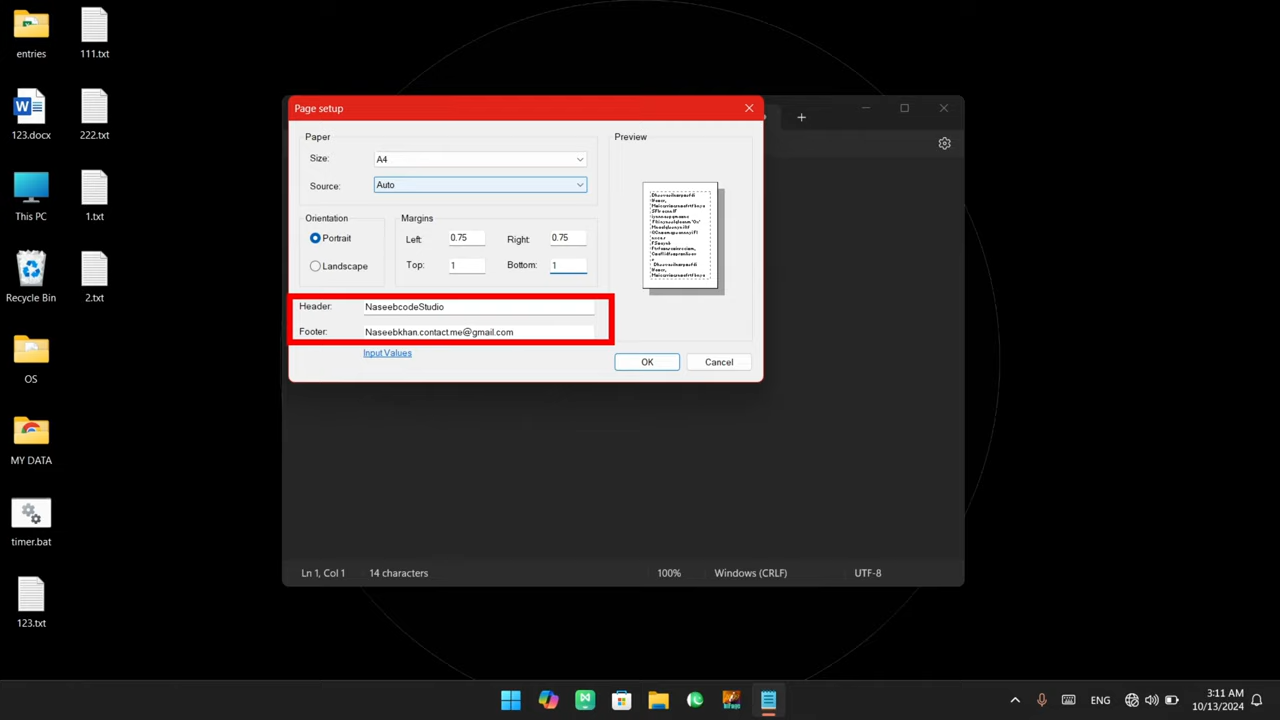 entries
111.txt
123.docx
222.txt
This PC
1.txt
Recycle Bin
2.txt
OS
MY DATA
timer.bat
123.txt
Page setup
Paper
Size: A4
Source: Auto
Orientation
Portrait
Landscape
Margins
Left: 0.75 Right: 0.75
Top: 1 Bottom: 1
Header: NaseebcodeStudio
Footer: Naseebkhan.contact.me@gmail.com
Input Values
Preview
OK Cancel
Ln 1, Col 1 14 characters 100% Windows (CRLF) UTF-8
ENG
3:11 AM
10/13/2024